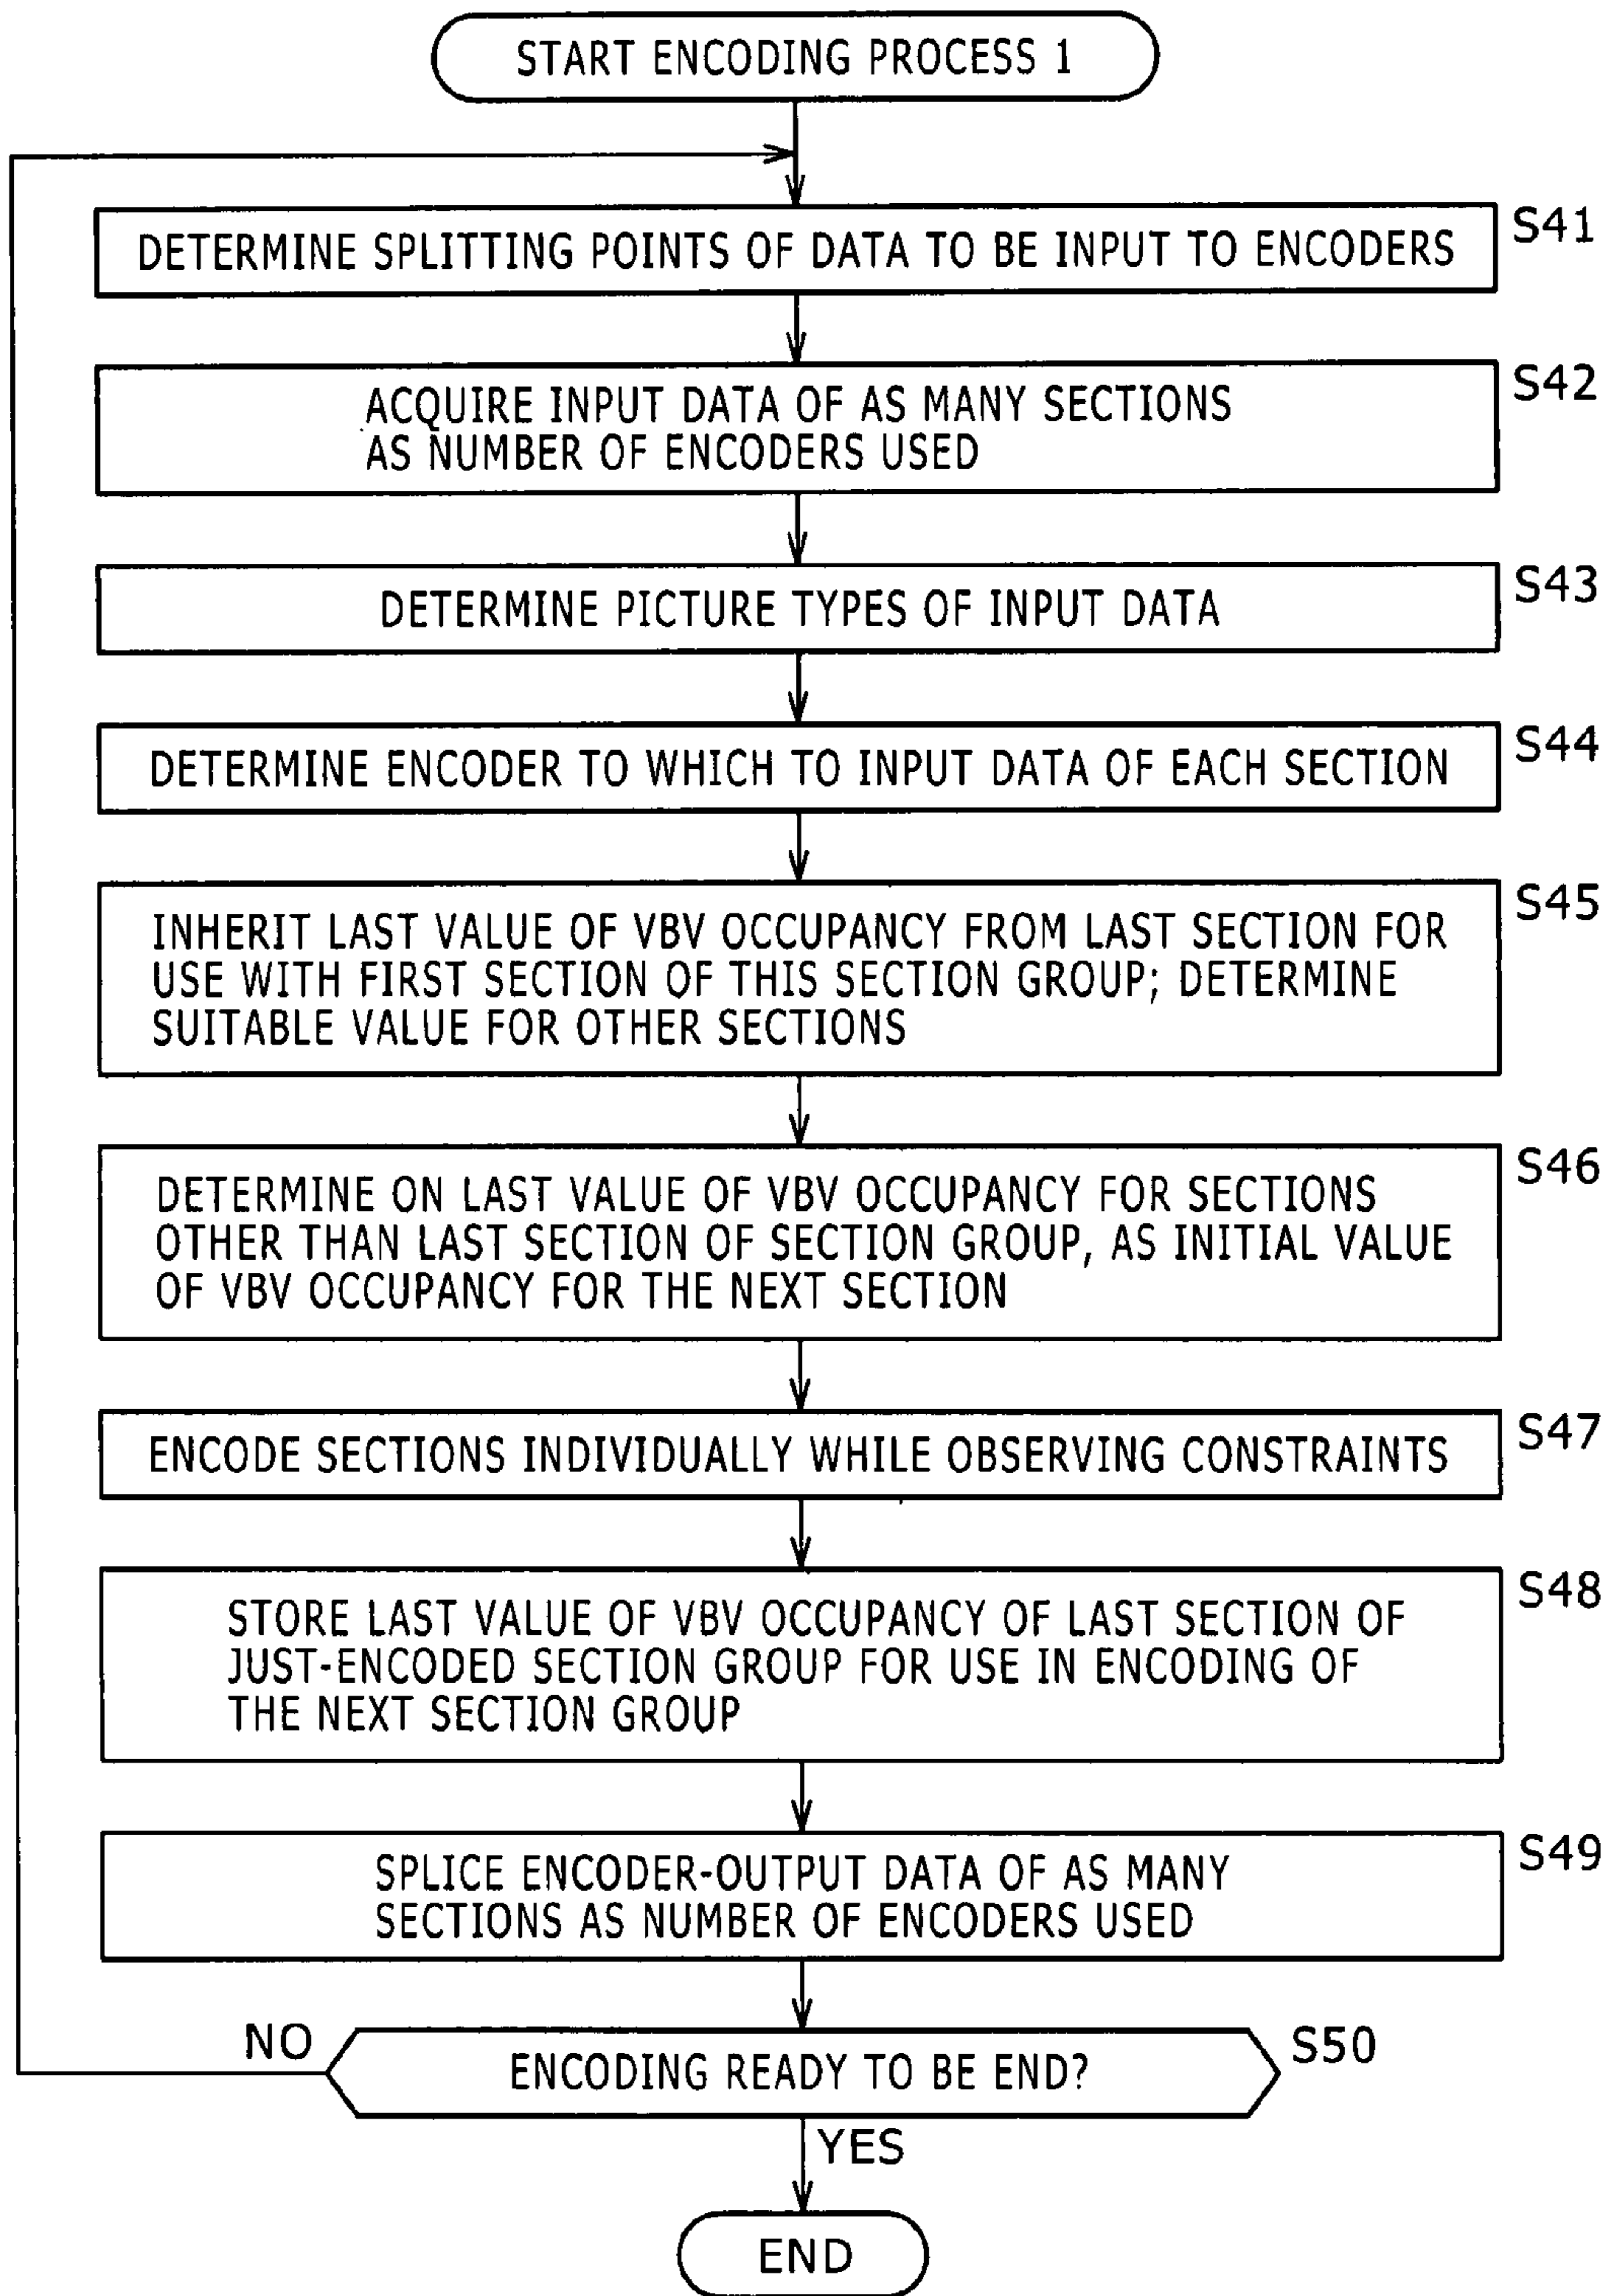 START ENCODING PROCESS 1
DETERMINE SPLITTING POINTS OF DATA TO BE INPUT TO ENCODERS
S41
ACQUIRE INPUT DATA OF AS MANY SECTIONS
AS NUMBER OF ENCODERS USED
S42
DETERMINE PICTURE TYPES OF INPUT DATA
S43
DETERMINE ENCODER TO WHICH TO INPUT DATA OF EACH SECTION
S44
INHERIT LAST VALUE OF VBV OCCUPANCY FROM LAST SECTION FOR
USE WITH FIRST SECTION OF THIS SECTION GROUP; DETERMINE
SUITABLE VALUE FOR OTHER SECTIONS
S45
DETERMINE ON LAST VALUE OF VBV OCCUPANCY FOR SECTIONS
OTHER THAN LAST SECTION OF SECTION GROUP, AS INITIAL VALUE
OF VBV OCCUPANCY FOR THE NEXT SECTION
S46
ENCODE SECTIONS INDIVIDUALLY WHILE OBSERVING CONSTRAINTS
S47
STORE LAST VALUE OF VBV OCCUPANCY OF LAST SECTION OF
JUST-ENCODED SECTION GROUP FOR USE IN ENCODING OF
THE NEXT SECTION GROUP
S48
SPLICE ENCODER-OUTPUT DATA OF AS MANY
SECTIONS AS NUMBER OF ENCODERS USED
S49
NO
ENCODING READY TO BE END?
S50
YES
END